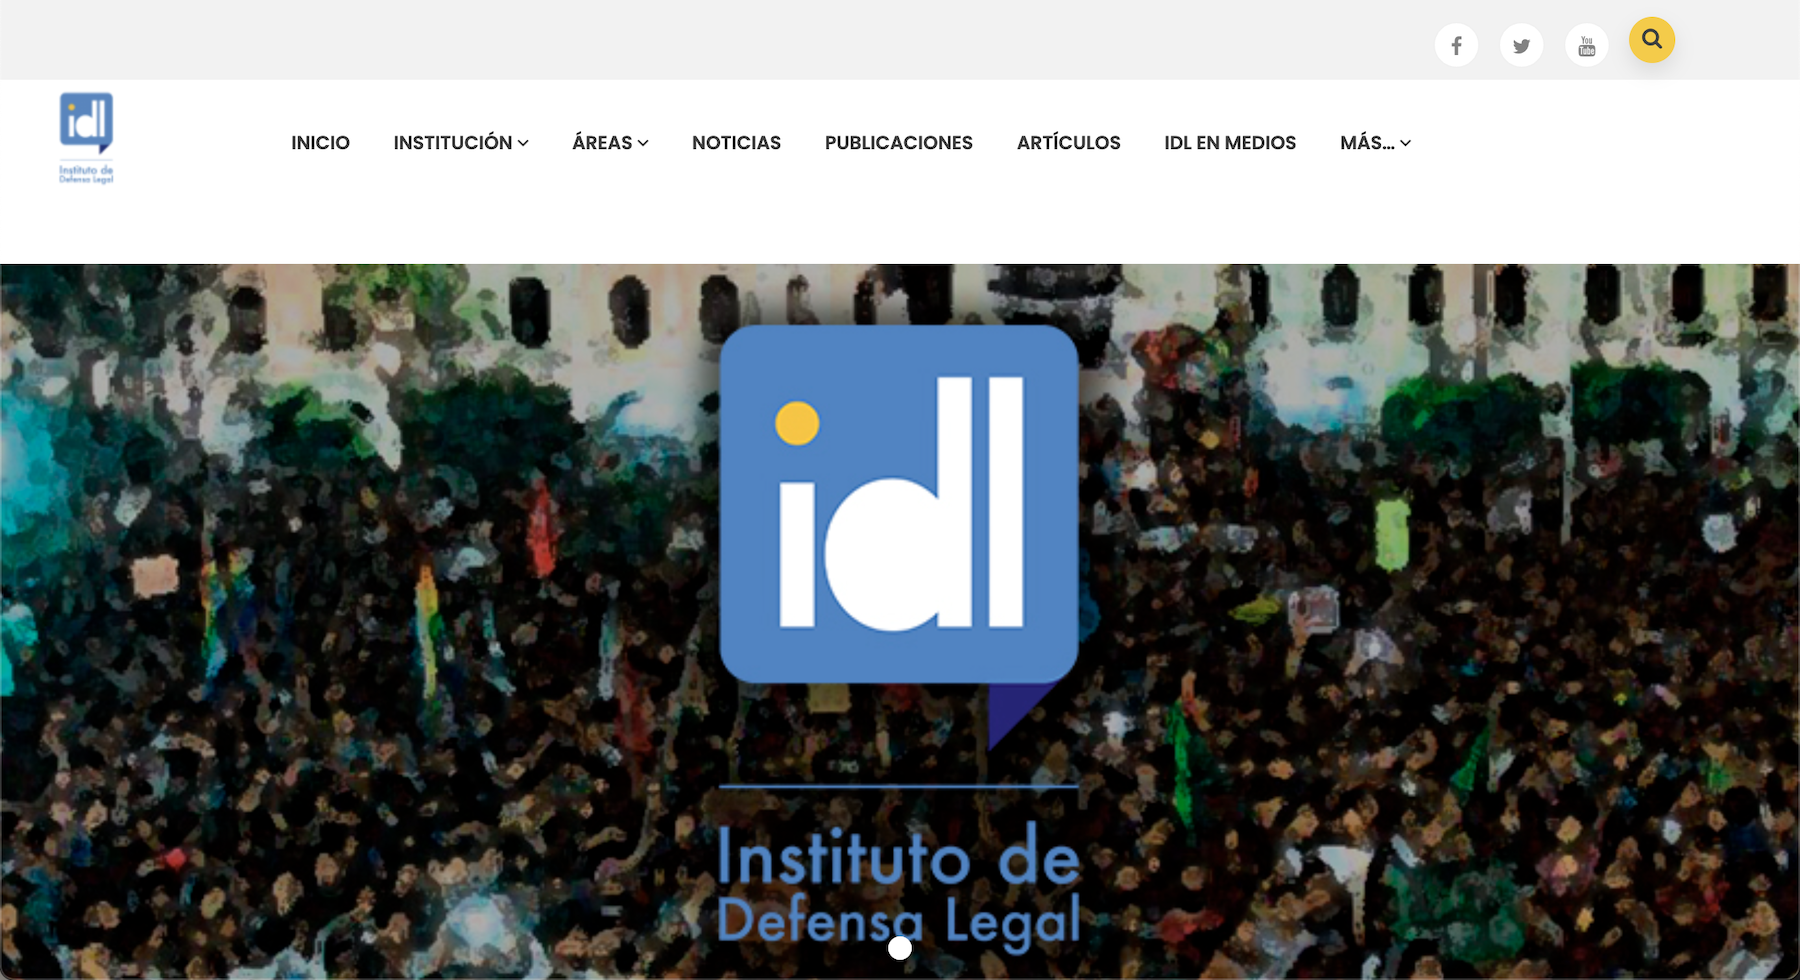 You
Tube
idl
Instituto de
Defensa Legal
INICIO
INSTITUCIÓN
ÁREAS
NOTICIAS
PUBLICACIONES
ARTÍCULOS
IDL EN MEDIOS
MÁS...
idl
Instituto de
Defensa Legal